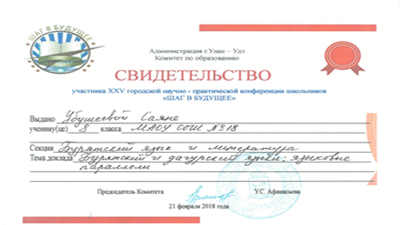 ШАГ В БУДУЩЕЕ
Администрация г.Улан - Удэ
Комитет по образованию
СВИДЕТЕЛЬСТВО
участника XXV городской научно - практической конференции школьников
«ШАГ В БУДУЩЕЕ»
Выдано Убушеевой Саяне
ученику(це) 8 класса МАОУ СОШ №18
Секция Бурятский язык и литература
Тема доклада Бурятский и дагурский языки: языковые
параллели
Председатель Комитета У.С. Афанасьева
21 февраля 2018 год